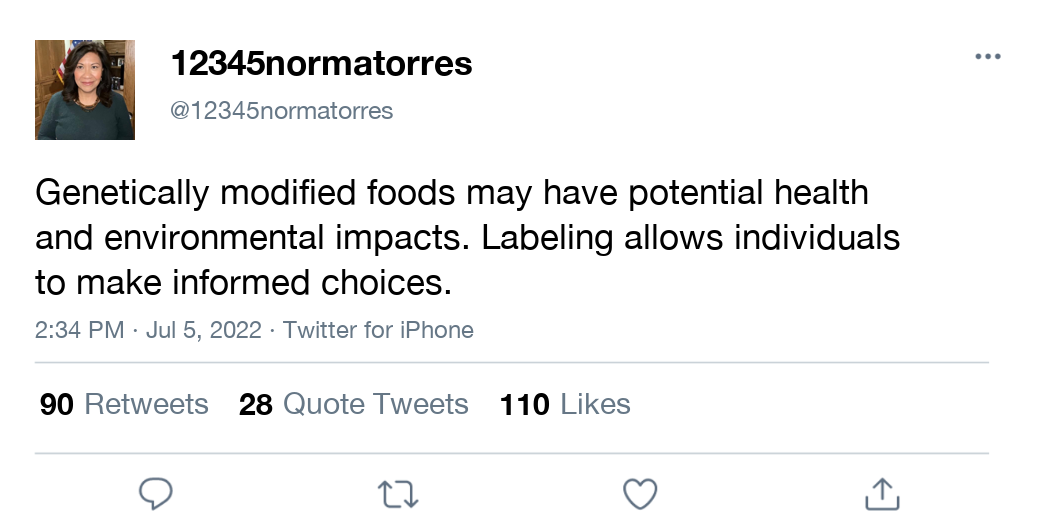 12345normatorres
@12345normatorres
Genetically modified foods may have potential health
and environmental impacts. Labeling allows individuals
to make informed choices.
2:34 PM · Jul 5, 2022 · Twitter for iPhone
90 Retweets 28 Quote Tweets 110 Likes